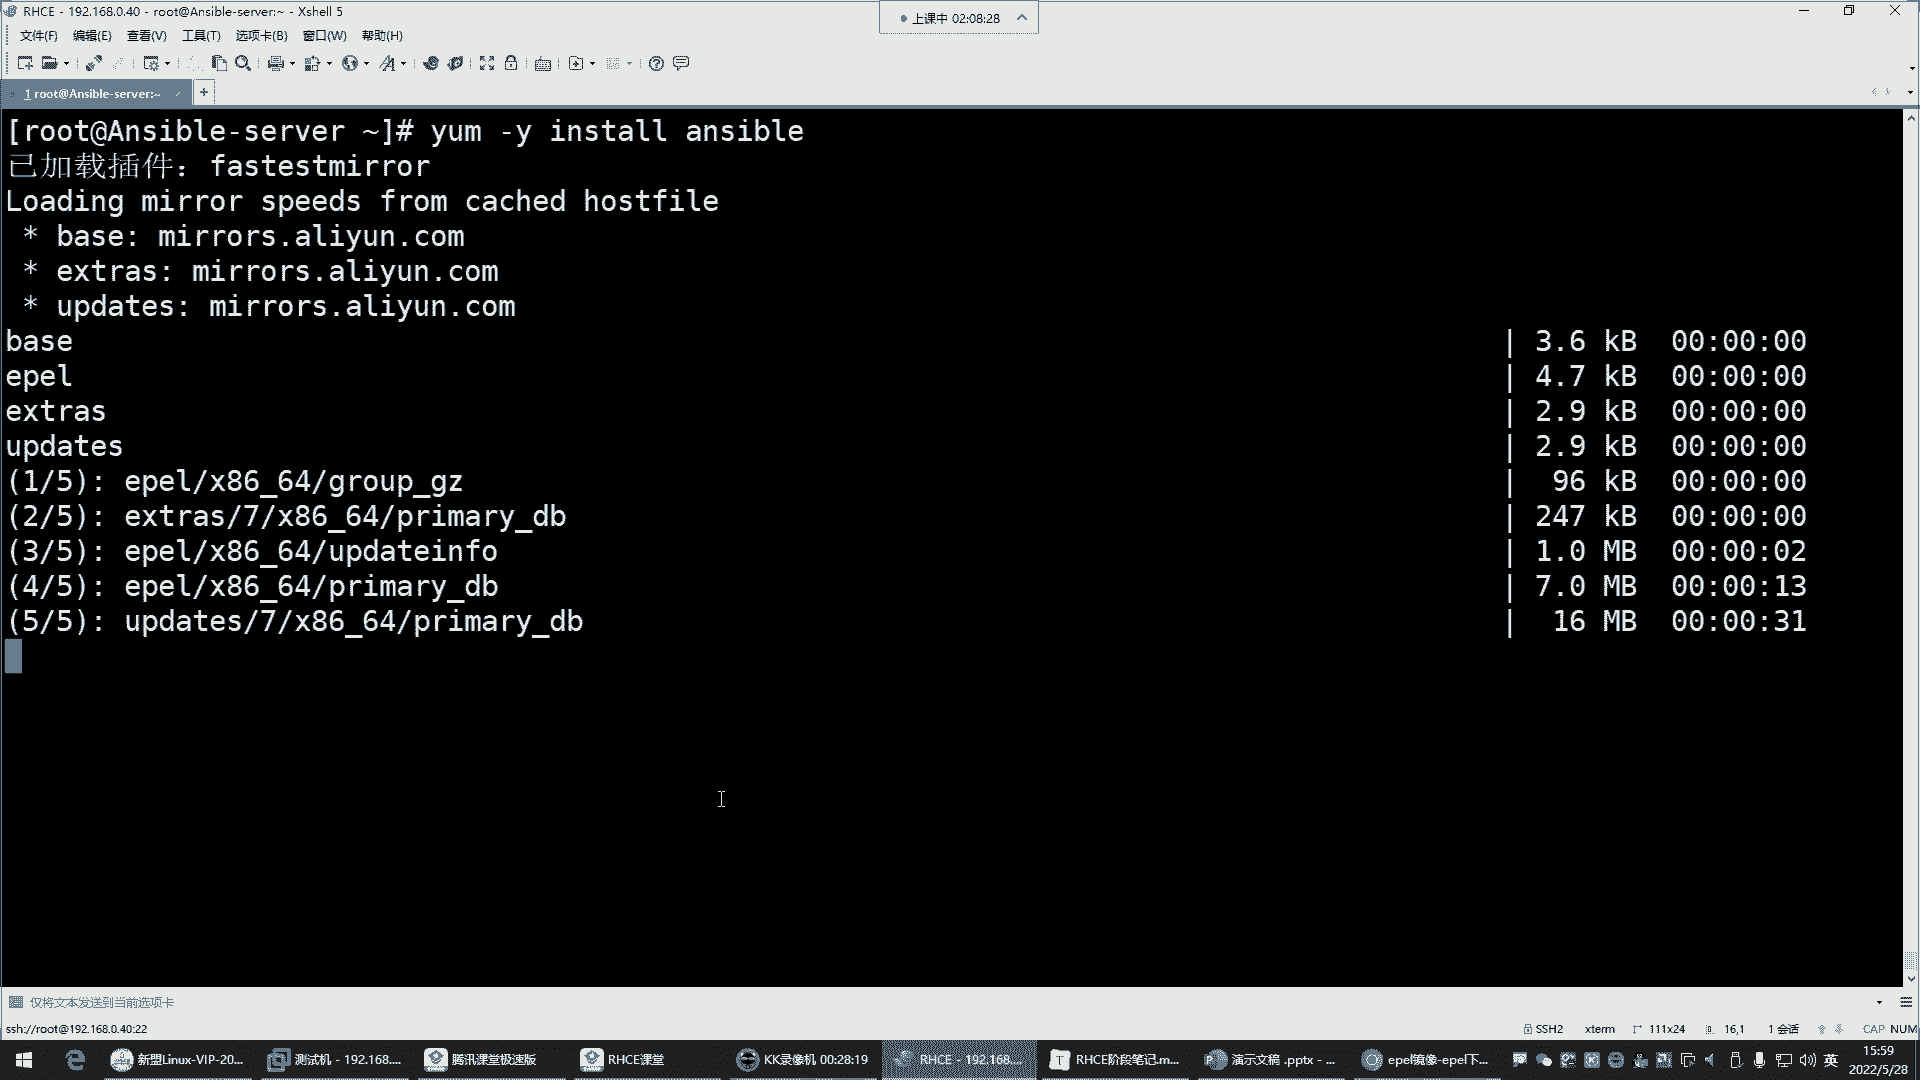 RHCE - 192.168.0.40 - root@Ansible-server:~ - Xshell 5
上课中 02:08:28
文件(F) 编辑(E) 查看(V) 工具(T) 选项卡(B) 窗口(W) 帮助(H)
1 root@Ansible-server:~
[root@Ansible-server ~]# yum -y install ansible
已加载插件：fastestmirror
Loading mirror speeds from cached hostfile
* base: mirrors.aliyun.com
* extras: mirrors.aliyun.com
* updates: mirrors.aliyun.com
base | 3.6 kB 00:00:00
epel | 4.7 kB 00:00:00
extras | 2.9 kB 00:00:00
updates | 2.9 kB 00:00:00
(1/5): epel/x86_64/group_gz | 96 kB 00:00:00
(2/5): extras/7/x86_64/primary_db | 247 kB 00:00:00
(3/5): epel/x86_64/updateinfo | 1.0 MB 00:00:02
(4/5): epel/x86_64/primary_db | 7.0 MB 00:00:13
(5/5): updates/7/x86_64/primary_db | 16 MB 00:00:31
仅将文本发送到当前选项卡
ssh://root@192.168.0.40:22 SSH2 xterm 111x24 16,1 1 会话 CAP NUM
新盟Linux-VIP-20... 测试机 - 192.168.... 腾讯课堂极速版 RHCE课堂 KK录像机 00:28:19 RHCE - 192.168.... RHCE阶段笔记.m... 演示文稿 .pptx - ... epel镜像-epel下... 英 15:59
2022/5/28